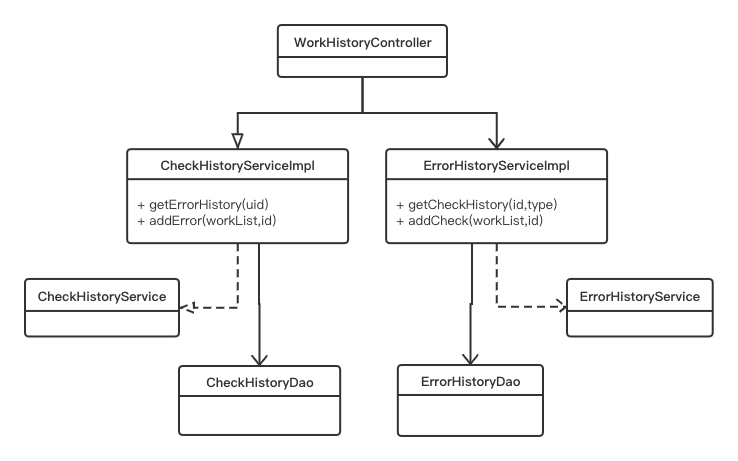 WorkHistoryController
CheckHistoryServiceImpl
+ getErrorHistory(uid)
+ addError(workList,id)
ErrorHistoryServiceImpl
+ getCheckHistory(id,type)
+ addCheck(workList,id)
CheckHistoryService
ErrorHistoryService
CheckHistoryDao
ErrorHistoryDao